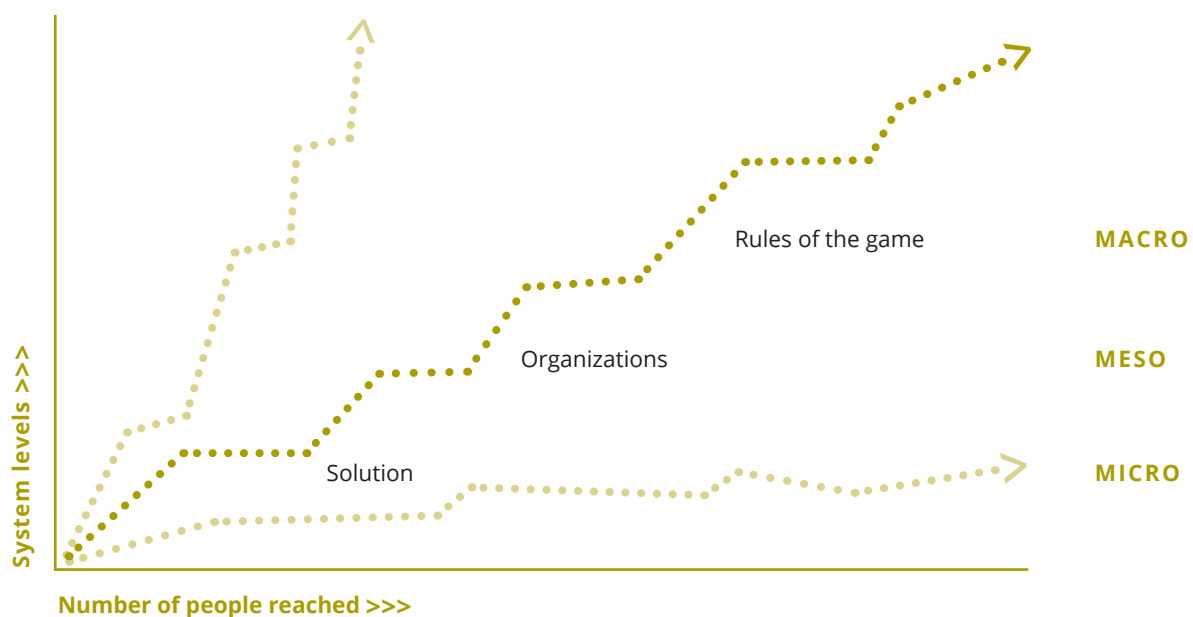 Rules of the game
MACRO
Organizations
MESO
Solution
MICRO
System levels >>>
Number of people reached >>>